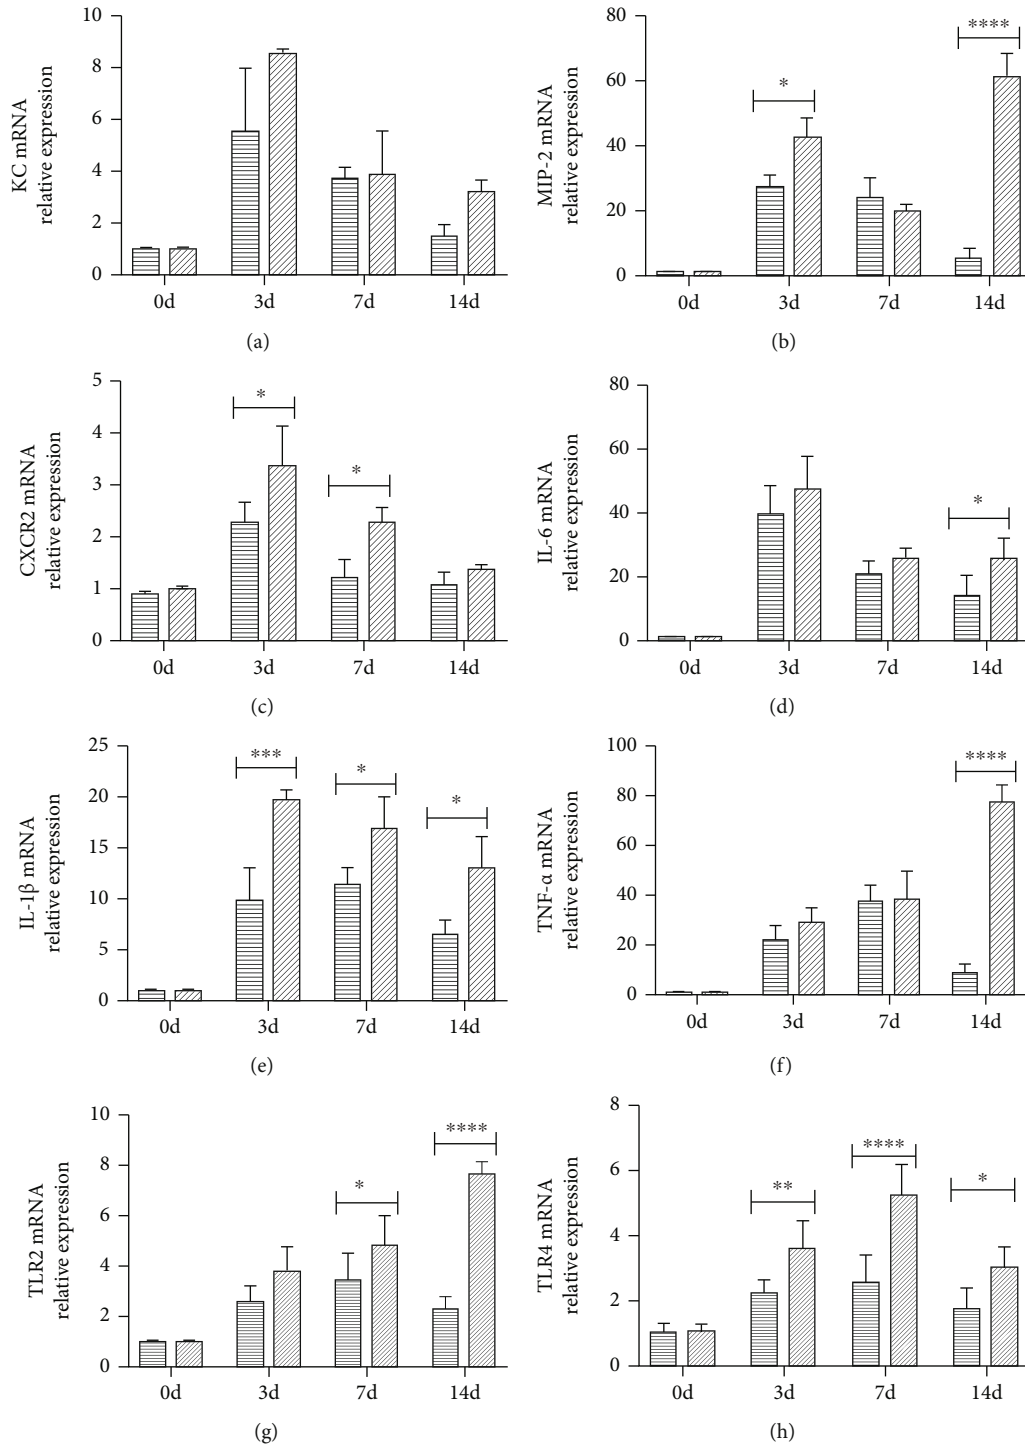 KC mRNA
relative expression
10
8
6
4
2
0
0d 3d 7d 14d
(a)
MIP-2 mRNA
relative expression
80
60
40
20
0
*
****
0d 3d 7d 14d
(b)
CXCR2 mRNA
relative expression
5
4
3
2
1
0
*
*
0d 3d 7d 14d
(c)
IL-6 mRNA
relative expression
80
60
40
20
0
*
0d 3d 7d 14d
(d)
IL-1β mRNA
relative expression
25
20
15
10
5
0
***
*
*
0d 3d 7d 14d
(e)
TNF-α mRNA
relative expression
100
80
60
40
20
0
****
0d 3d 7d 14d
(f)
TLR2 mRNA
relative expression
10
8
6
4
2
0
*
****
0d 3d 7d 14d
(g)
TLR4 mRNA
relative expression
8
6
4
2
0
**
****
*
0d 3d 7d 14d
(h)